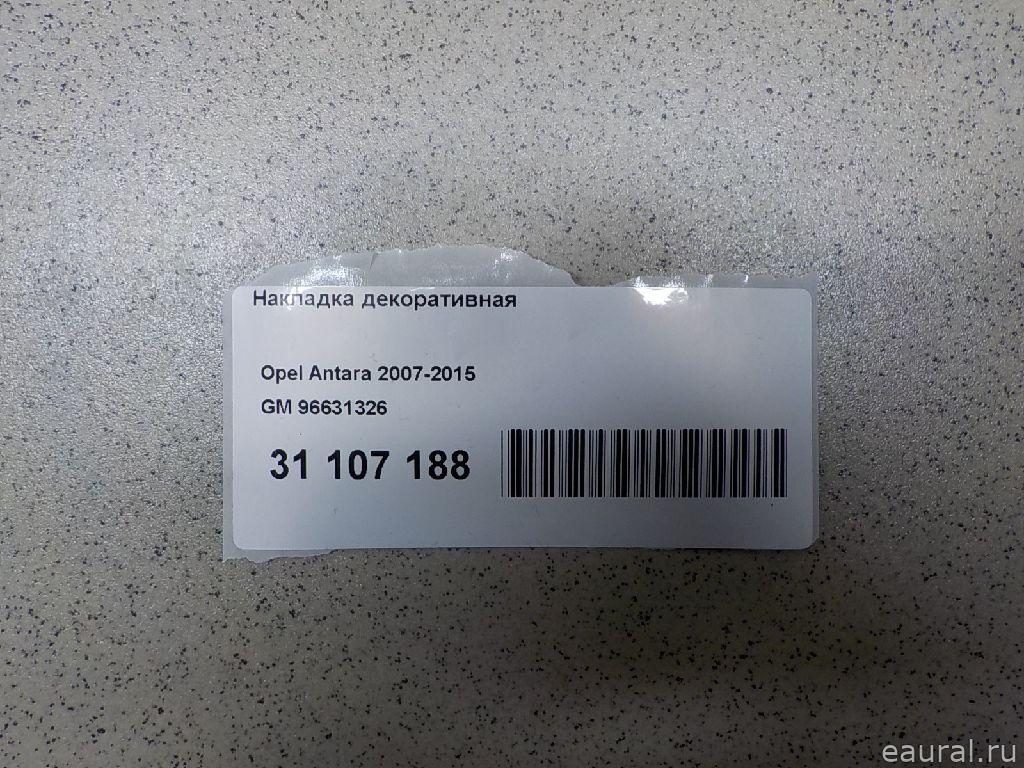 Накладка декоративная
Opel Antara 2007-2015
GM 96631326
31 107 188
eaural.ru